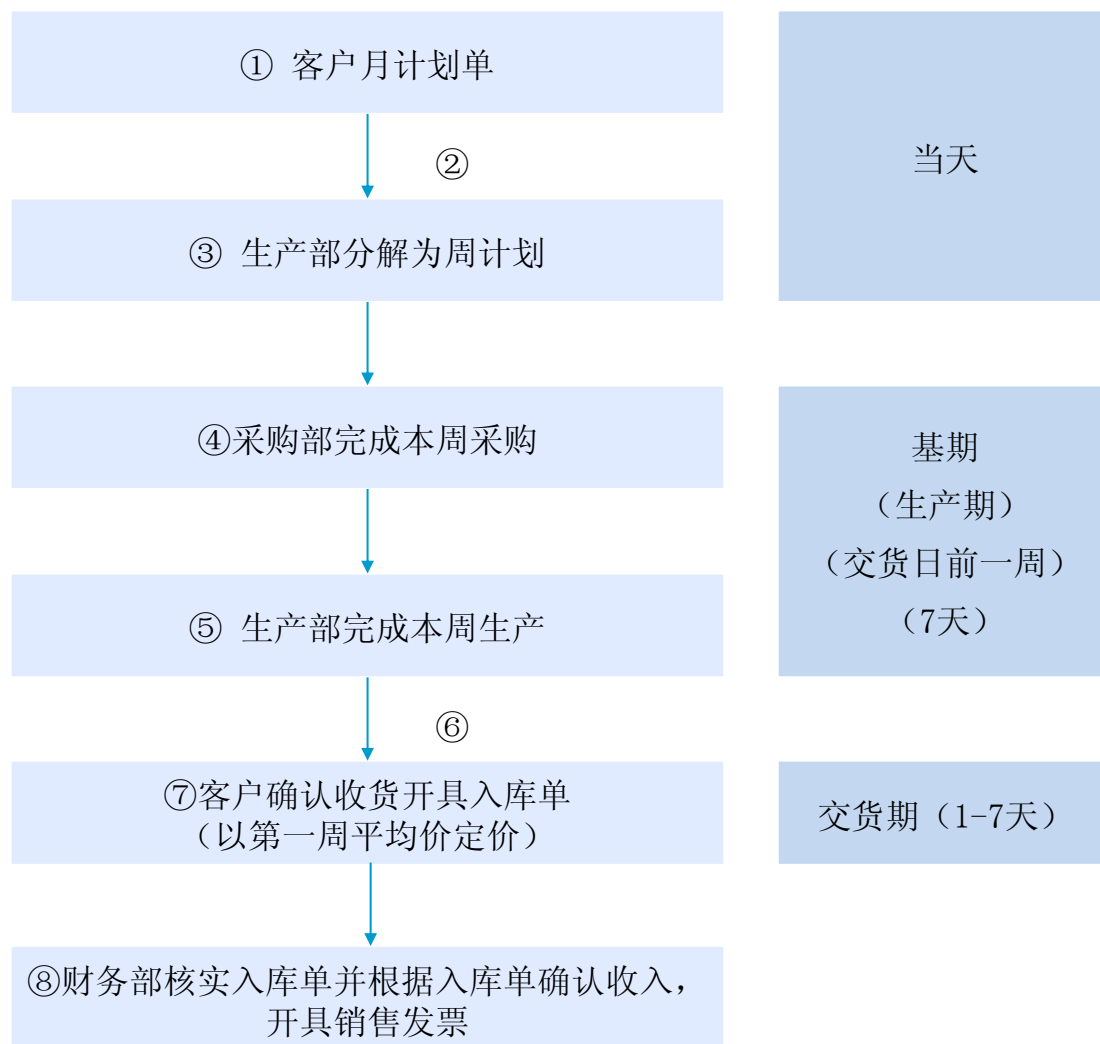 ① 客户月计划单
当天
②
③ 生产部分解为周计划
④采购部完成本周采购
基期
（生产期）
（交货日前一周）
（7天）
⑤ 生产部完成本周生产
⑥
⑦客户确认收货开具入库单
（以第一周平均价定价）
交货期（1-7天）
⑧财务部核实入库单并根据入库单确认收入，
开具销售发票